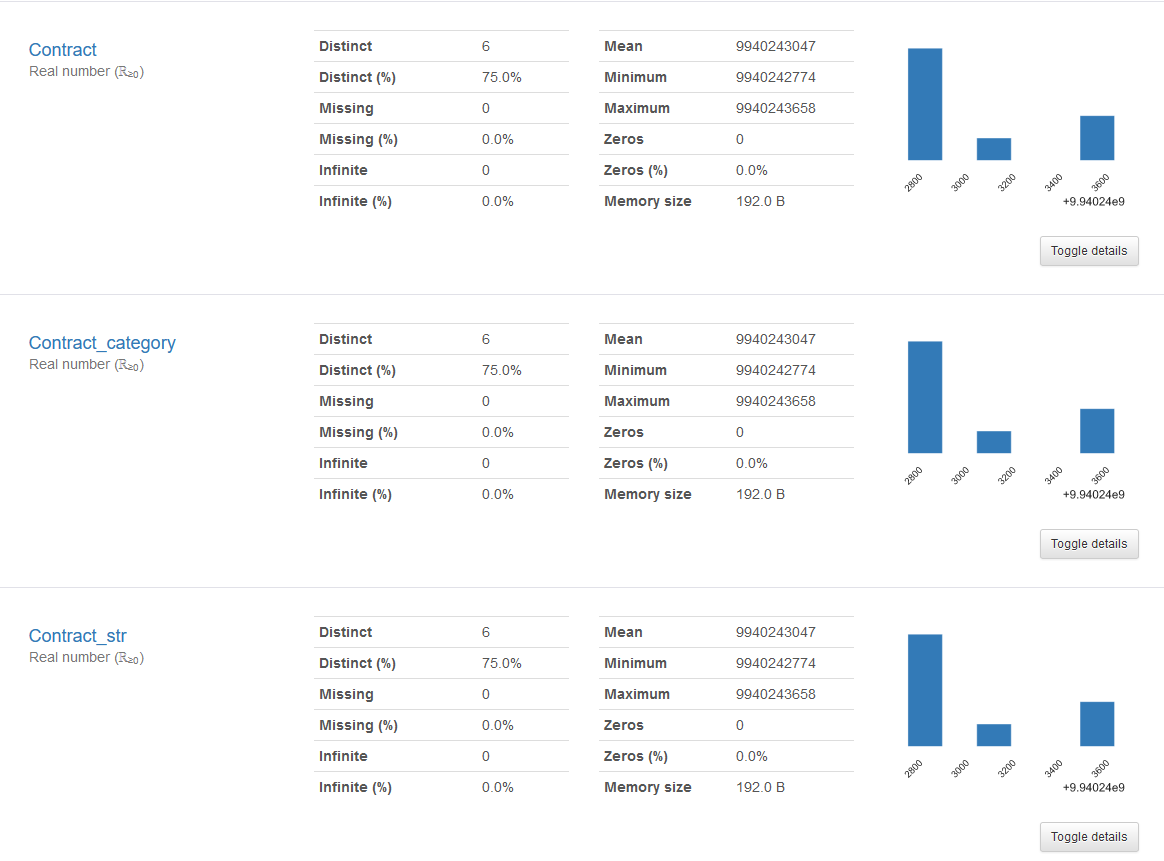 Contract
Real number (ℝ≥0)
Distinct 6
Distinct (%) 75.0%
Missing 0
Missing (%) 0.0%
Infinite 0
Infinite (%) 0.0%
Mean 9940243047
Minimum 9940242774
Maximum 9940243658
Zeros 0
Zeros (%) 0.0%
Memory size 192.0 B
2800 3000 3200 3400 3600
+9.94024e9
Toggle details
Contract_category
Real number (ℝ≥0)
Distinct 6
Distinct (%) 75.0%
Missing 0
Missing (%) 0.0%
Infinite 0
Infinite (%) 0.0%
Mean 9940243047
Minimum 9940242774
Maximum 9940243658
Zeros 0
Zeros (%) 0.0%
Memory size 192.0 B
2800 3000 3200 3400 3600
+9.94024e9
Toggle details
Contract_str
Real number (ℝ≥0)
Distinct 6
Distinct (%) 75.0%
Missing 0
Missing (%) 0.0%
Infinite 0
Infinite (%) 0.0%
Mean 9940243047
Minimum 9940242774
Maximum 9940243658
Zeros 0
Zeros (%) 0.0%
Memory size 192.0 B
2800 3000 3200 3400 3600
+9.94024e9
Toggle details